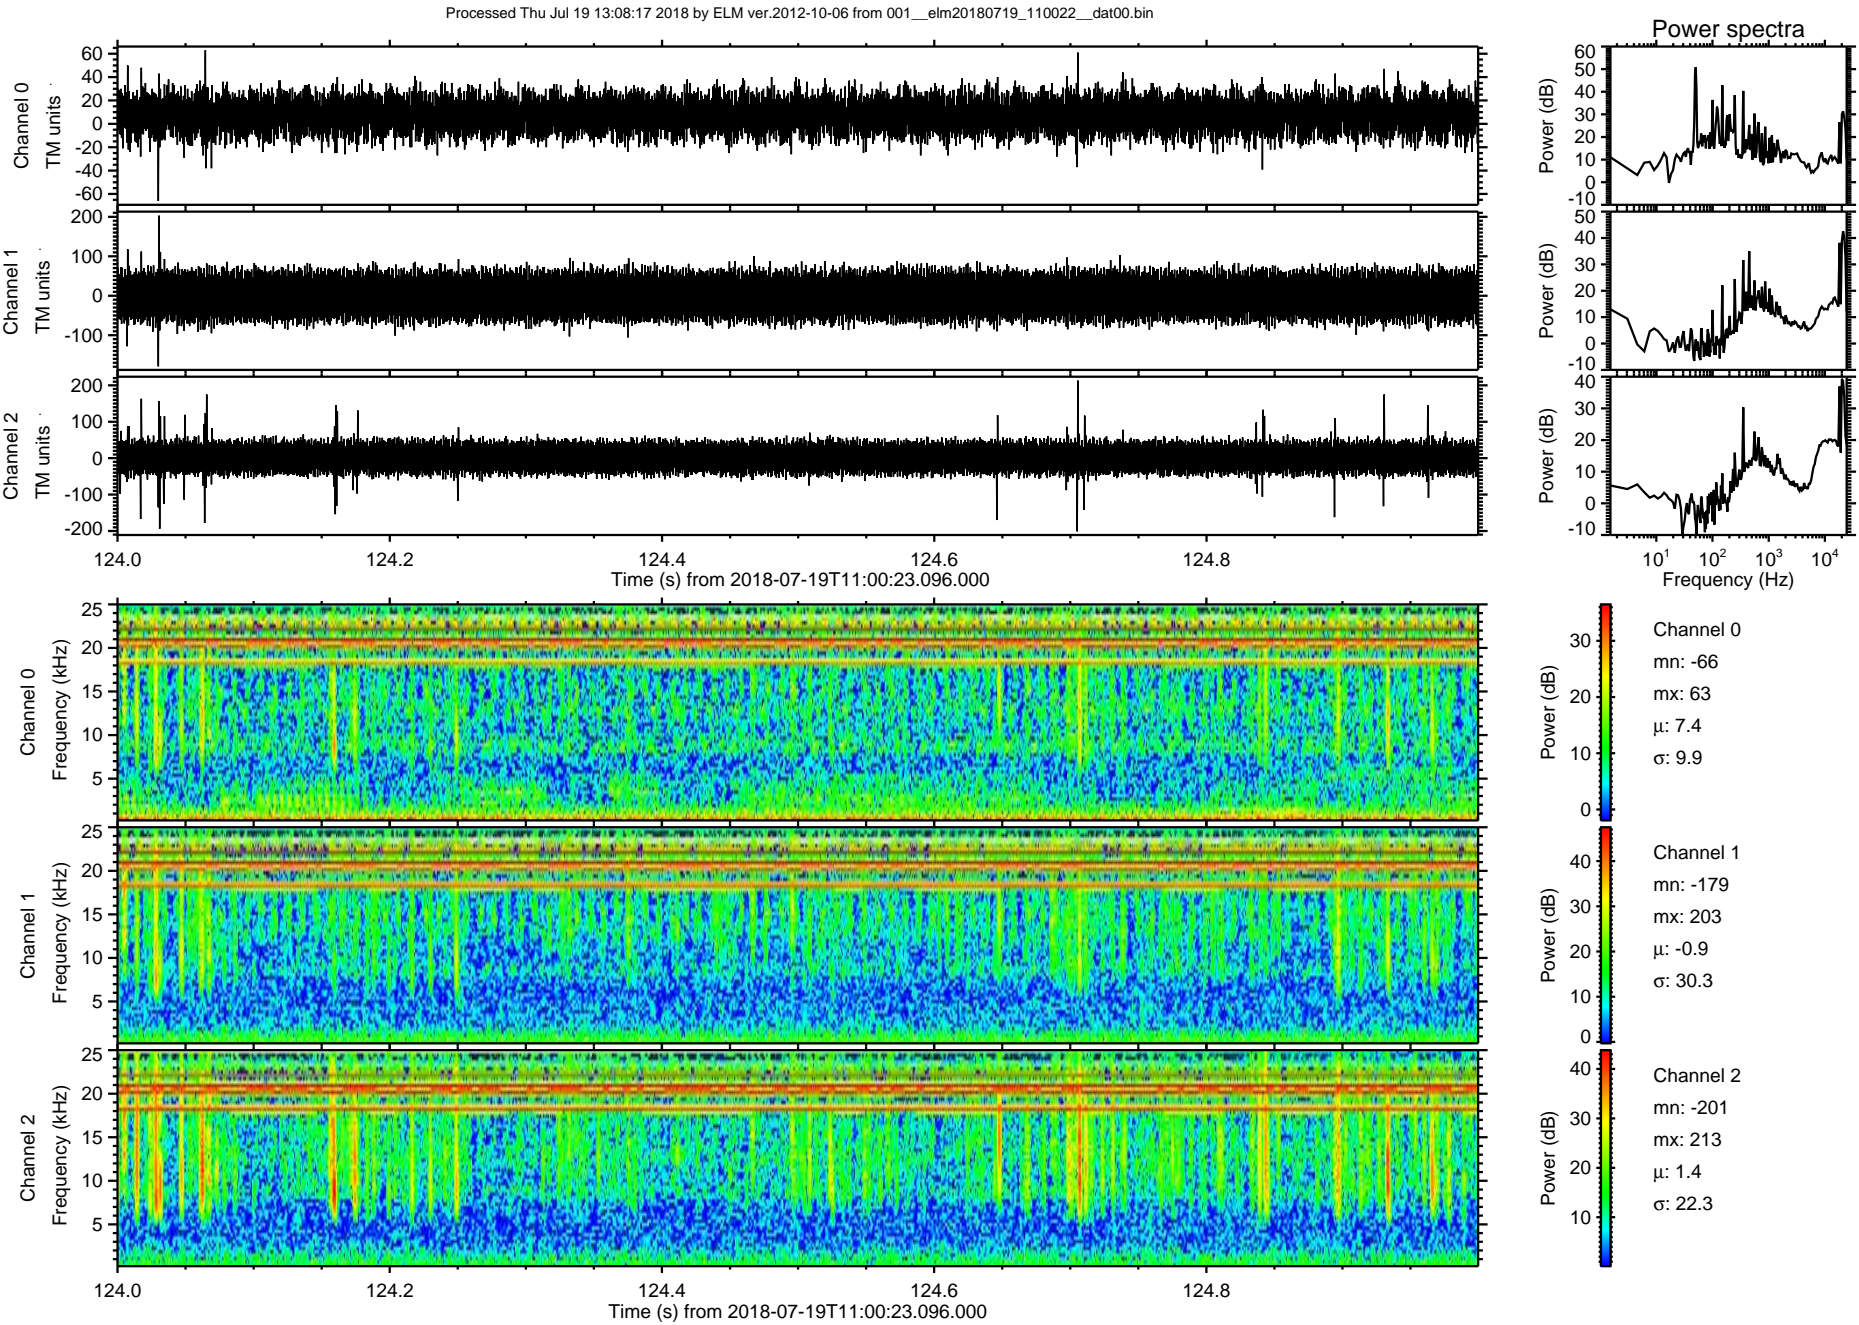 Processed Thu Jul 19 13:08:17 2018 by ELM ver.2012-10-06 from 001__elm20180719_110022__dat00.bin
Power spectra
Channel 0
TM units
60
40
20
0
-20
-40
-60
Power (dB)
60
50
40
30
20
10
0
-10
Channel 1
TM units
200
100
0
-100
Power (dB)
50
40
30
20
10
0
-10
Channel 2
TM units
200
100
0
-100
-200
Power (dB)
40
30
20
10
0
-10
124.0 124.2 124.4 124.6 124.8
Time (s) from 2018-07-19T11:00:23.096.000
10^1 10^2 10^3 10^4
Frequency (Hz)
Channel 0
Frequency (kHz)
25
20
15
10
5
Power (dB)
30
20
10
0
Channel 0
mn: -66
mx: 63
μ: 7.4
σ: 9.9
Channel 1
Frequency (kHz)
25
20
15
10
5
Power (dB)
40
30
20
10
0
Channel 1
mn: -179
mx: 203
μ: -0.9
σ: 30.3
Channel 2
Frequency (kHz)
25
20
15
10
5
Power (dB)
40
30
20
10
Channel 2
mn: -201
mx: 213
μ: 1.4
σ: 22.3
124.0 124.2 124.4 124.6 124.8
Time (s) from 2018-07-19T11:00:23.096.000